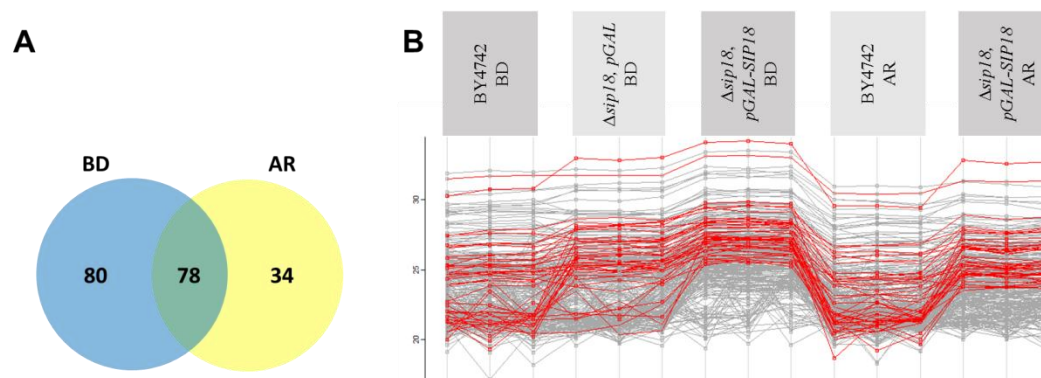 A
BD AR
80 78 34
B
BY4742
BD
Δsip18, pGAL
BD
Δsip18,
pGAL-SIP18
BD
BY4742
AR
Δsip18,
pGAL-SIP18
AR
30
25
20